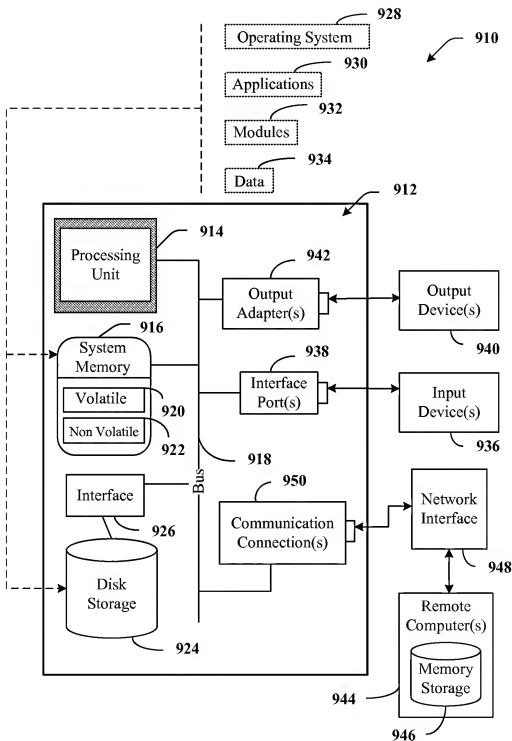 928
Operating System
910
930
Applications
932
Modules
934
Data
912
914
Processing
Unit
942
Output
Adapter(s)
Output
Device(s)
940
916
System
Memory
938
Interface
Port(s)
Input
Device(s)
936
Volatile
920
Non Volatile
922
918
Bus
950
Interface
926
Communication
Connection(s)
Network
Interface
948
Disk
Storage
924
Remote
Computer(s)
Memory
Storage
944
946